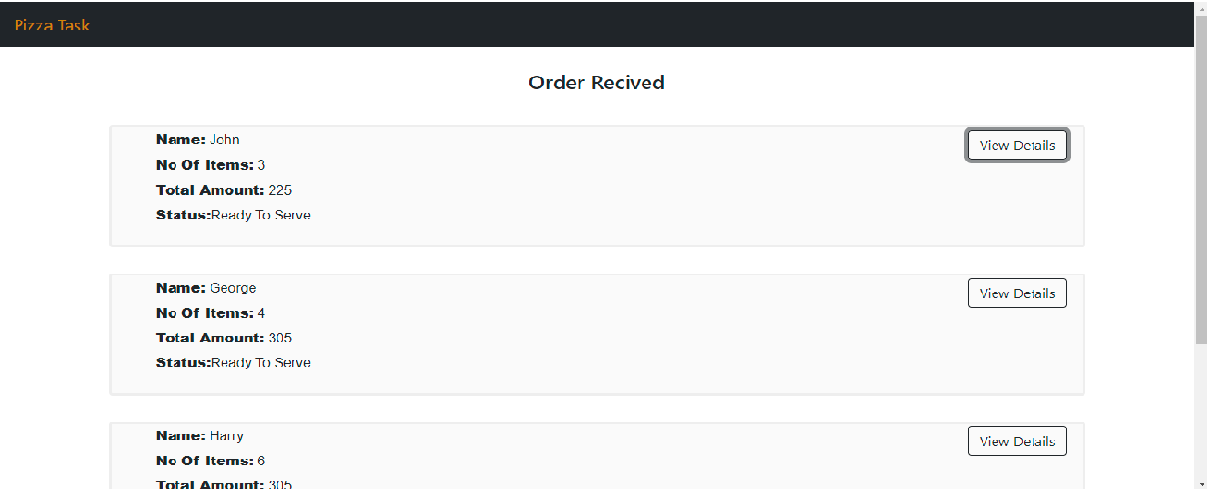 Pizza Task
Order Recived
Name: John
View Details
No Of Items: 3
Total Amount: 225
Status:Ready To Serve
Name: George
View Details
No Of Items: 4
Total Amount: 305
Status:Ready To Serve
Name: Harry
View Details
No Of Items: 6
Total Amount: 305